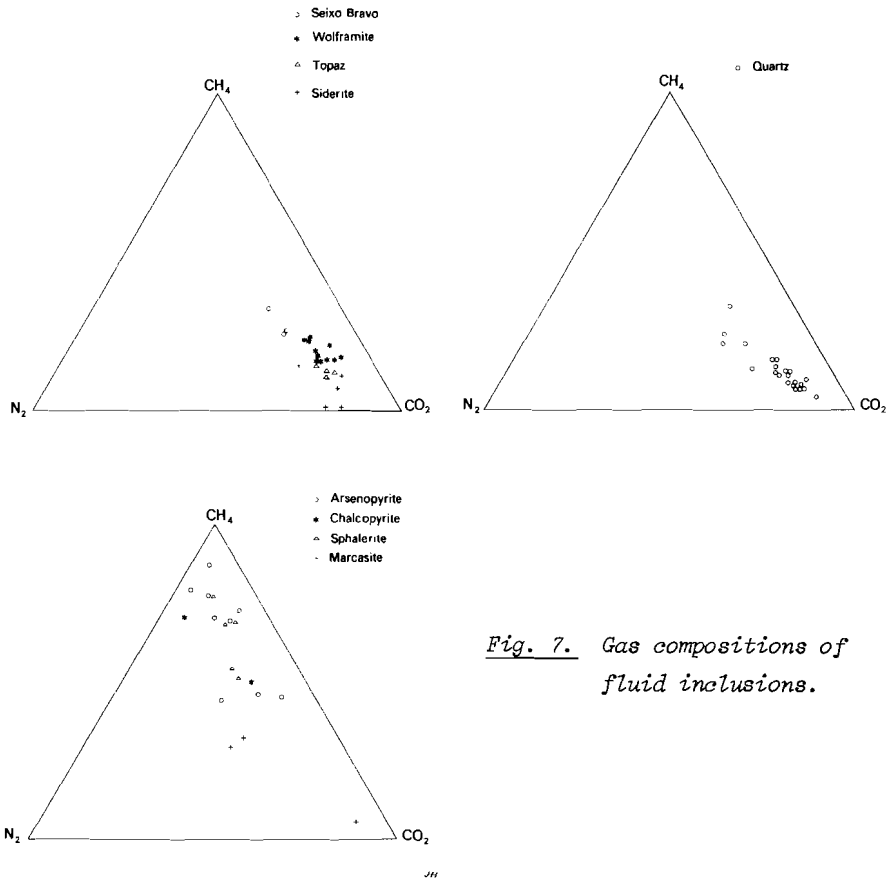 Seixo Bravo
Wolframite
Topaz
Siderite
CH4
N2
CO2
Quartz
CH4
N2
CO2
Arsenopyrite
Chalcopyrite
Sphalerite
Marcasite
CH4
N2
CO2
Fig. 7. Gas compositions of
fluid inclusions.